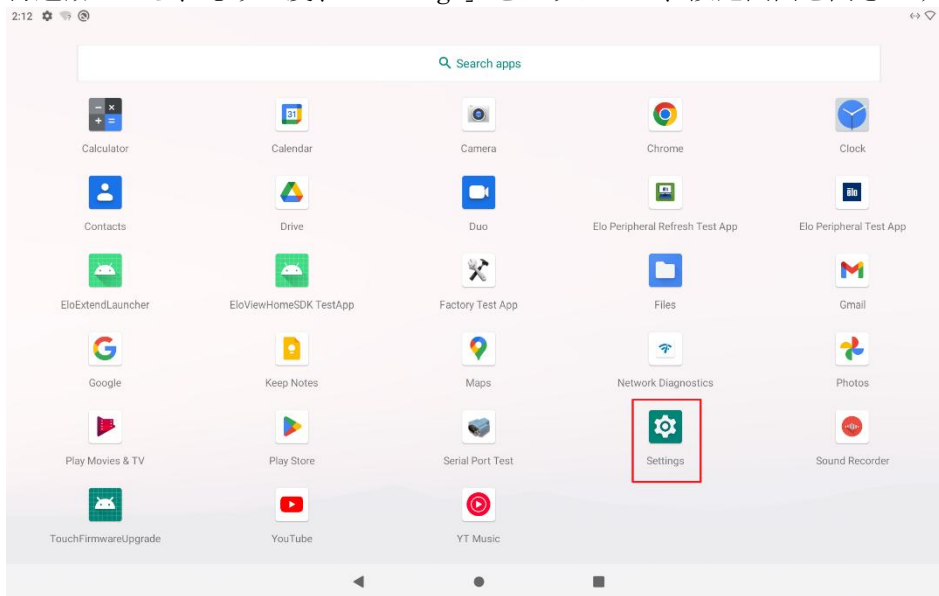 2:12
Search apps
31
Calculator Calendar Camera Chrome Clock
elo
Contacts Drive Duo Elo Peripheral Refresh Test App Elo Peripheral Test App
EloExtendLauncher EloViewHomeSDK TestApp Factory Test App Files Gmail
Google Keep Notes Maps Network Diagnostics Photos
Play Movies & TV Play Store Serial Port Test Settings Sound Recorder
TouchFirmwareUpgrade YouTube YT Music